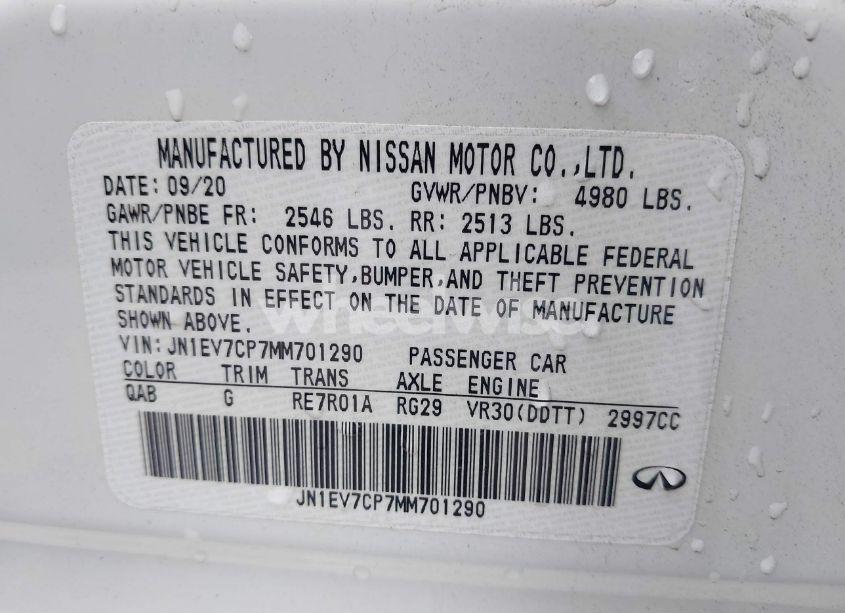 MANUFACTURED BY NISSAN MOTOR CO.,LTD.
DATE: 09/20 GVWR/PNBV: 4980 LBS.
GAWR/PNBE FR: 2546 LBS. RR: 2513 LBS.
THIS VEHICLE CONFORMS TO ALL APPLICABLE FEDERAL
MOTOR VEHICLE SAFETY,BUMPER,AND THEFT PREVENTION
STANDARDS IN EFFECT ON THE DATE OF MANUFACTURE
SHOWN ABOVE.
VIN: JN1EV7CP7MM701290 PASSENGER CAR
COLOR TRIM TRANS AXLE ENGINE
QAB G RE7R01A RG29 VR30(DDTT) 2997CC
JN1EV7CP7MM701290